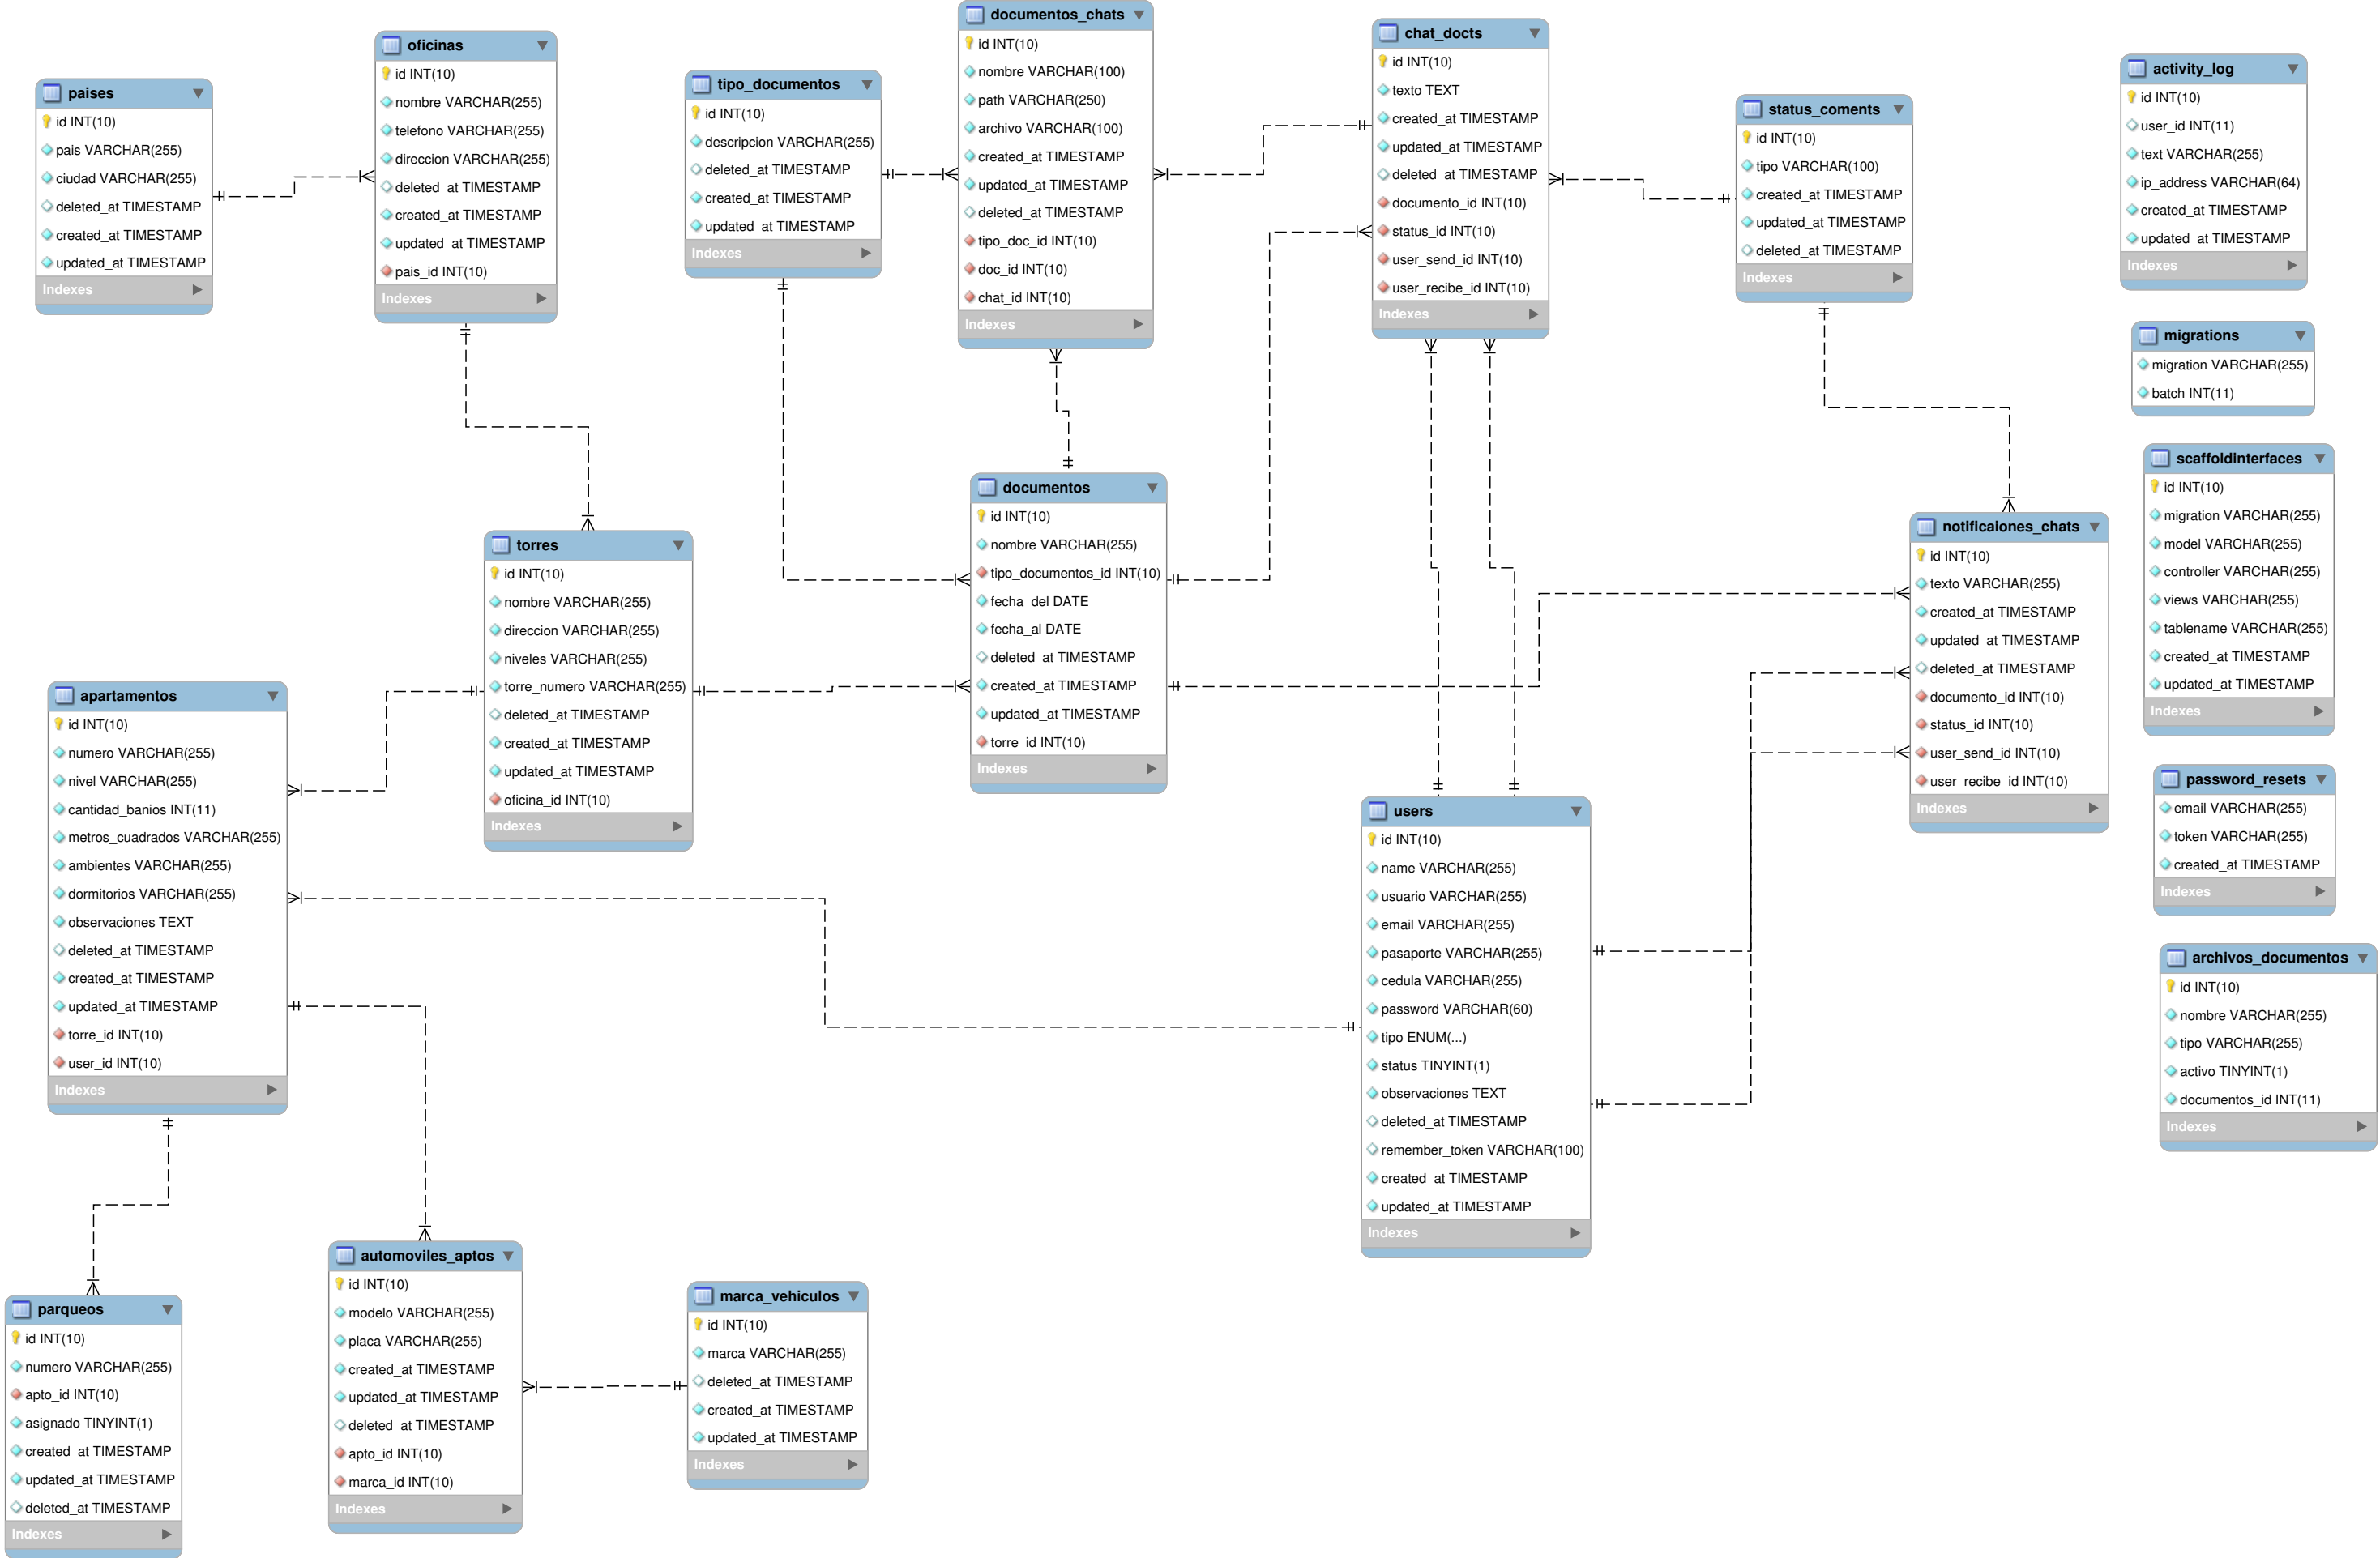 paises
id INT(10)
pais VARCHAR(255)
ciudad VARCHAR(255)
deleted_at TIMESTAMP
created_at TIMESTAMP
updated_at TIMESTAMP
Indexes
oficinas
id INT(10)
nombre VARCHAR(255)
telefono VARCHAR(255)
direccion VARCHAR(255)
deleted_at TIMESTAMP
created_at TIMESTAMP
updated_at TIMESTAMP
pais_id INT(10)
Indexes
tipo_documentos
id INT(10)
descripcion VARCHAR(255)
deleted_at TIMESTAMP
created_at TIMESTAMP
updated_at TIMESTAMP
Indexes
documentos_chats
id INT(10)
nombre VARCHAR(100)
path VARCHAR(250)
archivo VARCHAR(100)
created_at TIMESTAMP
updated_at TIMESTAMP
deleted_at TIMESTAMP
tipo_doc_id INT(10)
doc_id INT(10)
chat_id INT(10)
Indexes
chat_docts
id INT(10)
texto TEXT
created_at TIMESTAMP
updated_at TIMESTAMP
deleted_at TIMESTAMP
documento_id INT(10)
status_id INT(10)
user_send_id INT(10)
user_recibe_id INT(10)
Indexes
status_coments
id INT(10)
tipo VARCHAR(100)
created_at TIMESTAMP
updated_at TIMESTAMP
deleted_at TIMESTAMP
Indexes
activity_log
id INT(10)
user_id INT(11)
text VARCHAR(255)
ip_address VARCHAR(64)
created_at TIMESTAMP
updated_at TIMESTAMP
Indexes
migrations
migration VARCHAR(255)
batch INT(11)
scaffoldinterfaces
id INT(10)
migration VARCHAR(255)
model VARCHAR(255)
controller VARCHAR(255)
views VARCHAR(255)
tablename VARCHAR(255)
created_at TIMESTAMP
updated_at TIMESTAMP
Indexes
torres
id INT(10)
nombre VARCHAR(255)
direccion VARCHAR(255)
niveles VARCHAR(255)
torre_numero VARCHAR(255)
deleted_at TIMESTAMP
created_at TIMESTAMP
updated_at TIMESTAMP
oficina_id INT(10)
Indexes
documentos
id INT(10)
nombre VARCHAR(255)
tipo_documentos_id INT(10)
fecha_del DATE
fecha_al DATE
deleted_at TIMESTAMP
created_at TIMESTAMP
updated_at TIMESTAMP
torre_id INT(10)
Indexes
notificaiones_chats
id INT(10)
texto VARCHAR(255)
created_at TIMESTAMP
updated_at TIMESTAMP
deleted_at TIMESTAMP
documento_id INT(10)
status_id INT(10)
user_send_id INT(10)
user_recibe_id INT(10)
Indexes
apartamentos
id INT(10)
numero VARCHAR(255)
nivel VARCHAR(255)
cantidad_banios INT(11)
metros_cuadrados VARCHAR(255)
ambientes VARCHAR(255)
dormitorios VARCHAR(255)
observaciones TEXT
deleted_at TIMESTAMP
created_at TIMESTAMP
updated_at TIMESTAMP
torre_id INT(10)
user_id INT(10)
Indexes
users
id INT(10)
name VARCHAR(255)
usuario VARCHAR(255)
email VARCHAR(255)
pasaporte VARCHAR(255)
cedula VARCHAR(255)
password VARCHAR(60)
tipo ENUM(...)
status TINYINT(1)
observaciones TEXT
deleted_at TIMESTAMP
remember_token VARCHAR(100)
created_at TIMESTAMP
updated_at TIMESTAMP
Indexes
password_resets
email VARCHAR(255)
token VARCHAR(255)
created_at TIMESTAMP
Indexes
archivos_documentos
id INT(10)
nombre VARCHAR(255)
tipo VARCHAR(255)
activo TINYINT(1)
documentos_id INT(11)
Indexes
parqueos
id INT(10)
numero VARCHAR(255)
apto_id INT(10)
asignado TINYINT(1)
created_at TIMESTAMP
updated_at TIMESTAMP
deleted_at TIMESTAMP
Indexes
automoviles_aptos
id INT(10)
modelo VARCHAR(255)
placa VARCHAR(255)
created_at TIMESTAMP
updated_at TIMESTAMP
deleted_at TIMESTAMP
apto_id INT(10)
marca_id INT(10)
Indexes
marca_vehiculos
id INT(10)
marca VARCHAR(255)
deleted_at TIMESTAMP
created_at TIMESTAMP
updated_at TIMESTAMP
Indexes